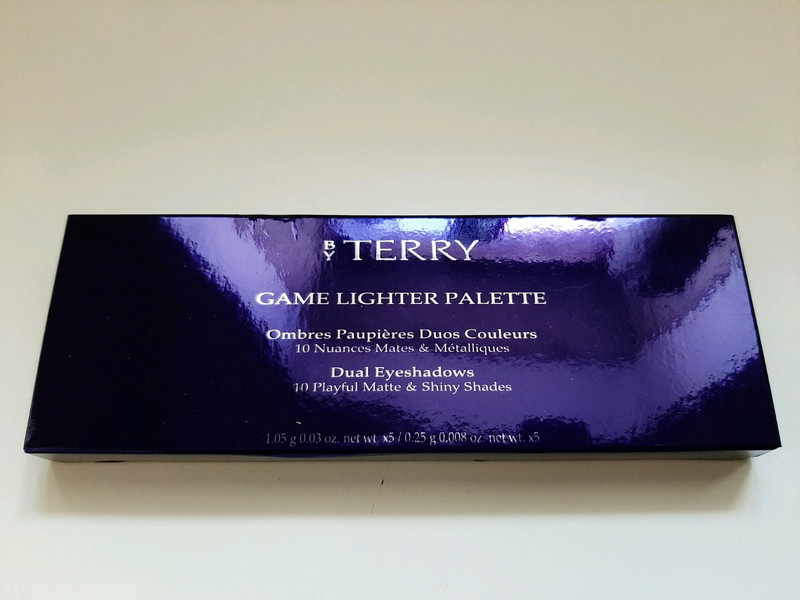 BY TERRY
GAME LIGHTER PALETTE
Ombres Paupières Duos Couleurs
10 Nuances Mates & Métalliques
Dual Eyeshadows
10 Playful Matte & Shiny Shades
1.05 g 0.03 oz. net wt. x5 / 0.25 g 0.008 oz. net wt. x5